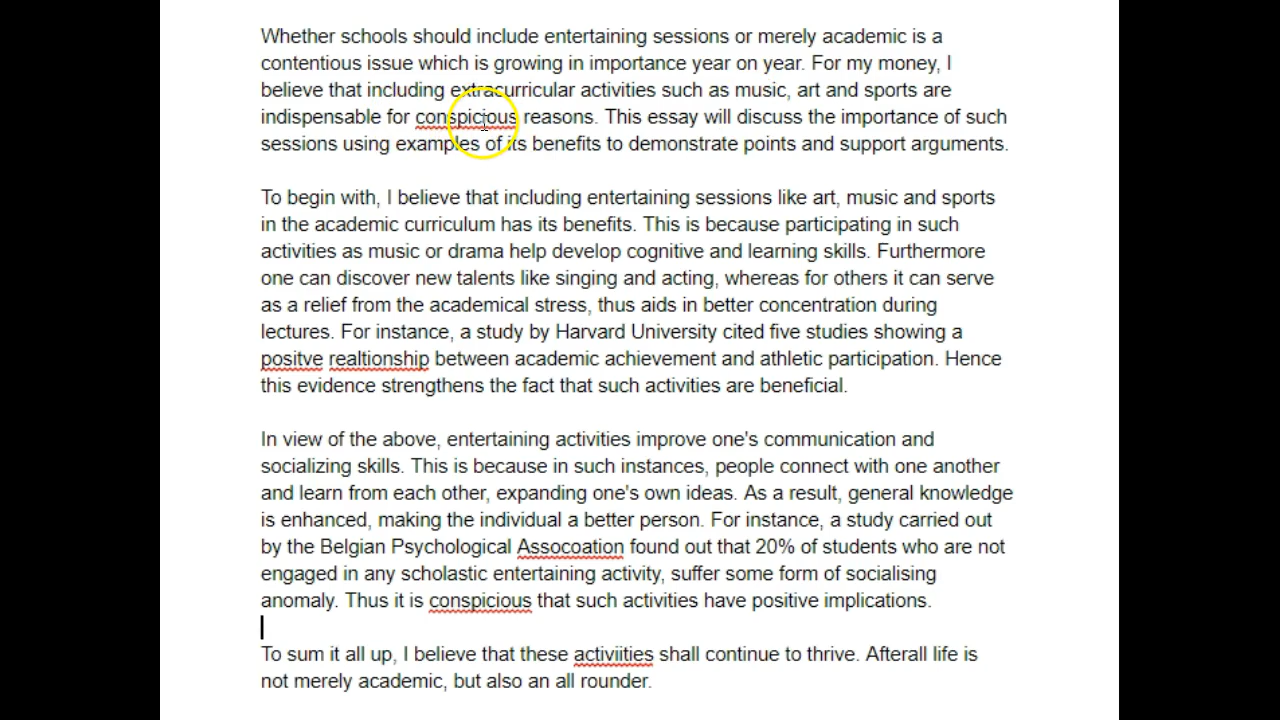 Whether schools should include entertaining sessions or merely academic is a
contentious issue which is growing in importance year on year. For my money, I
believe that including extracurricular activities such as music, art and sports are
indispensable for conspicious reasons. This essay will discuss the importance of such
sessions using examples of its benefits to demonstrate points and support arguments.
To begin with, I believe that including entertaining sessions like art, music and sports
in the academic curriculum has its benefits. This is because participating in such
activities as music or drama help develop cognitive and learning skills. Furthermore
one can discover new talents like singing and acting, whereas for others it can serve
as a relief from the academical stress, thus aids in better concentration during
lectures. For instance, a study by Harvard University cited five studies showing a
positve realtionship between academic achievement and athletic participation. Hence
this evidence strengthens the fact that such activities are beneficial.
In view of the above, entertaining activities improve one's communication and
socializing skills. This is because in such instances, people connect with one another
and learn from each other, expanding one's own ideas. As a result, general knowledge
is enhanced, making the individual a better person. For instance, a study carried out
by the Belgian Psychological Assocoation found out that 20% of students who are not
engaged in any scholastic entertaining activity, suffer some form of socialising
anomaly. Thus it is conspicious that such activities have positive implications.
To sum it all up, I believe that these activiities shall continue to thrive. Afterall life is
not merely academic, but also an all rounder.